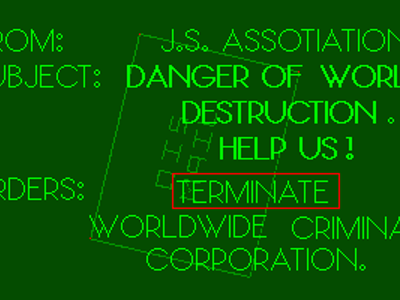 ROM: J.S. ASSOTIATION
UBJECT: DANGER OF WORL
DESTRUCTION.
HELP US!
RDERS: TERMINATE
WORLDWIDE CRIMINA
CORPORATION.